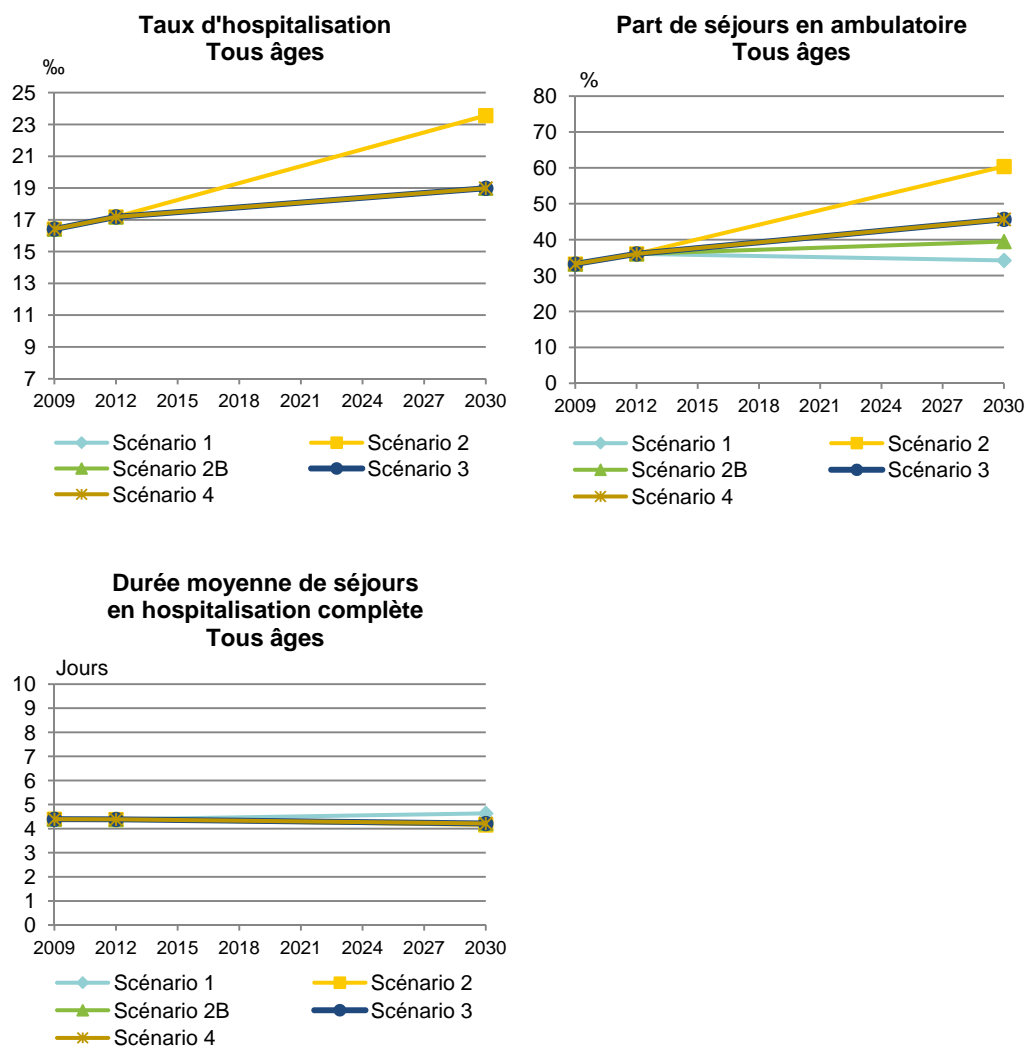 Taux d'hospitalisation
Tous âges
‰
25
23
21
19
17
15
13
11
9
7
2009 2012 2015 2018 2021 2024 2027 2030
Scénario 1 Scénario 2
Scénario 2B Scénario 3
Scénario 4
Part de séjours en ambulatoire
Tous âges
%
80
70
60
50
40
30
20
10
0
2009 2012 2015 2018 2021 2024 2027 2030
Scénario 1 Scénario 2
Scénario 2B Scénario 3
Scénario 4
Durée moyenne de séjours
en hospitalisation complète
Tous âges
Jours
10
9
8
7
6
5
4
3
2
1
0
2009 2012 2015 2018 2021 2024 2027 2030
Scénario 1 Scénario 2
Scénario 2B Scénario 3
Scénario 4